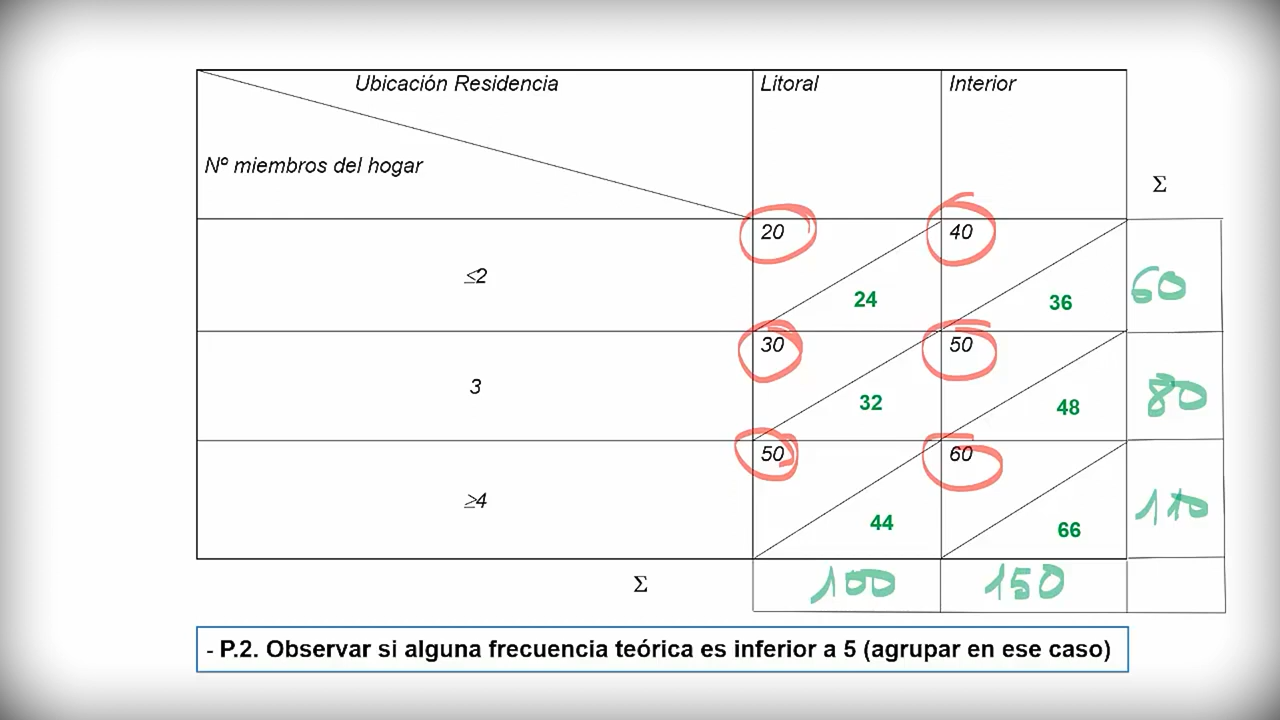 Ubicación Residencia Litoral Interior
Nº miembros del hogar
Σ
20 40
≤2 24 36 60
30 50
3 32 48 80
50 60
≥4 44 66 110
Σ 100 150
- P.2. Observar si alguna frecuencia teórica es inferior a 5 (agrupar en ese caso)